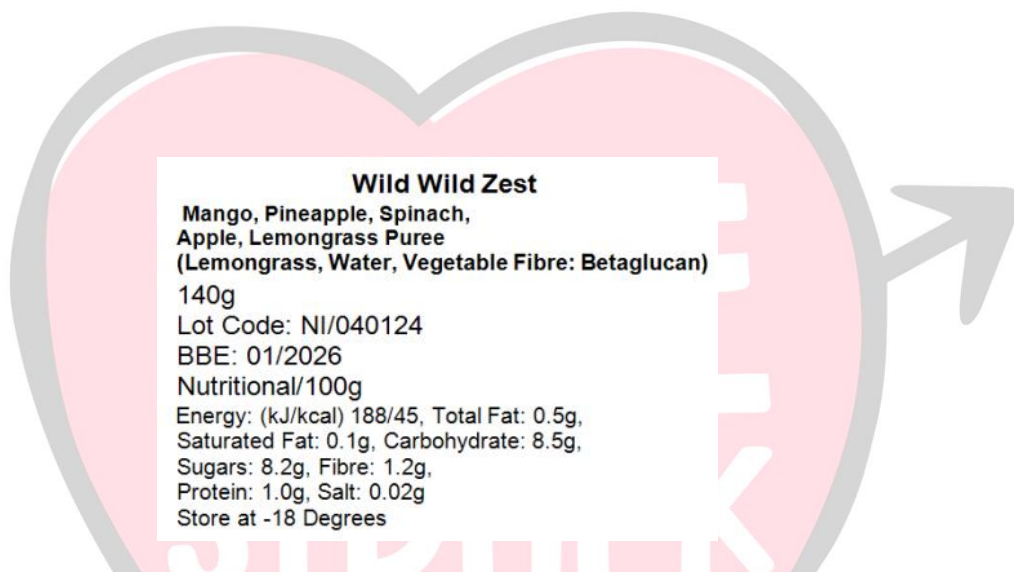 Wild Wild Zest
Mango, Pineapple, Spinach,
Apple, Lemongrass Puree
(Lemongrass, Water, Vegetable Fibre: Betaglucan)
140g
Lot Code: NI/040124
BBE: 01/2026
Nutritional/100g
Energy: (kJ/kcal) 188/45, Total Fat: 0.5g,
Saturated Fat: 0.1g, Carbohydrate: 8.5g,
Sugars: 8.2g, Fibre: 1.2g,
Protein: 1.0g, Salt: 0.02g
Store at -18 Degrees